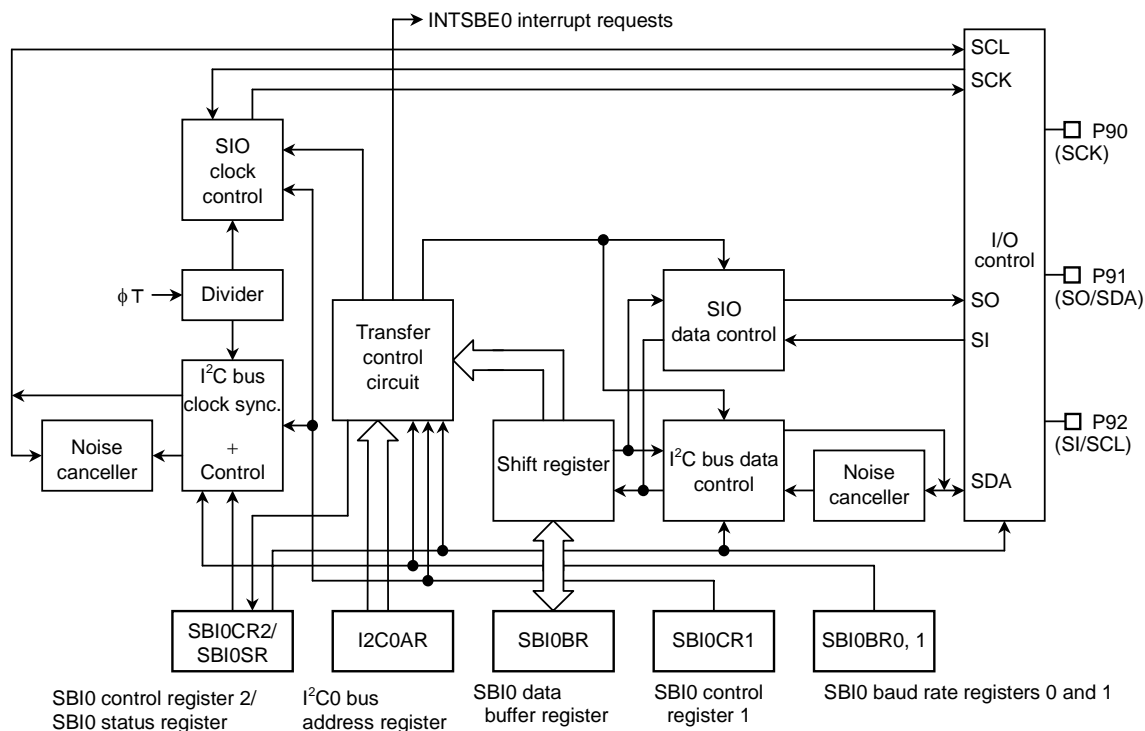 INTSBE0 interrupt requests
SCL
SCK
SIO
clock
control
P90
(SCK)
I/O
control
φT
Divider
SIO
data control
SO
P91
(SO/SDA)
Transfer
control
circuit
SI
I²C bus
clock sync.
+
Control
Noise
canceller
Shift register
I²C bus data
control
Noise
canceller
SDA
P92
(SI/SCL)
SBI0CR2/
SBI0SR
I2C0AR
SBI0BR
SBI0CR1
SBI0BR0, 1
SBI0 control register 2/
SBI0 status register
I²C0 bus
address register
SBI0 data
buffer register
SBI0 control
register 1
SBI0 baud rate registers 0 and 1